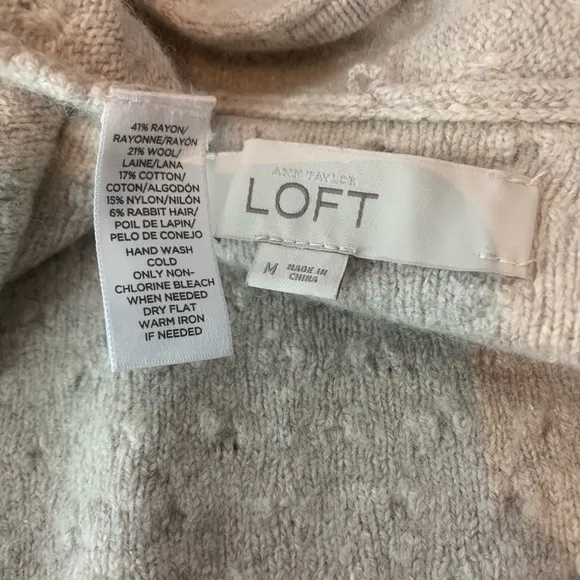 41% RAYON/
RAYONNE/RAYÓN
21% WOOL/
LAINE/LANA
17% COTTON/
COTON/ALGODÓN
15% NYLON/NILÓN
6% RABBIT HAIR/
POIL DE LAPIN/
PELO DE CONEJO
HAND WASH
COLD
ONLY NON-
CHLORINE BLEACH
WHEN NEEDED
DRY FLAT
WARM IRON
IF NEEDED
ANN TAYLOR
LOFT
M
MADE IN
CHINA